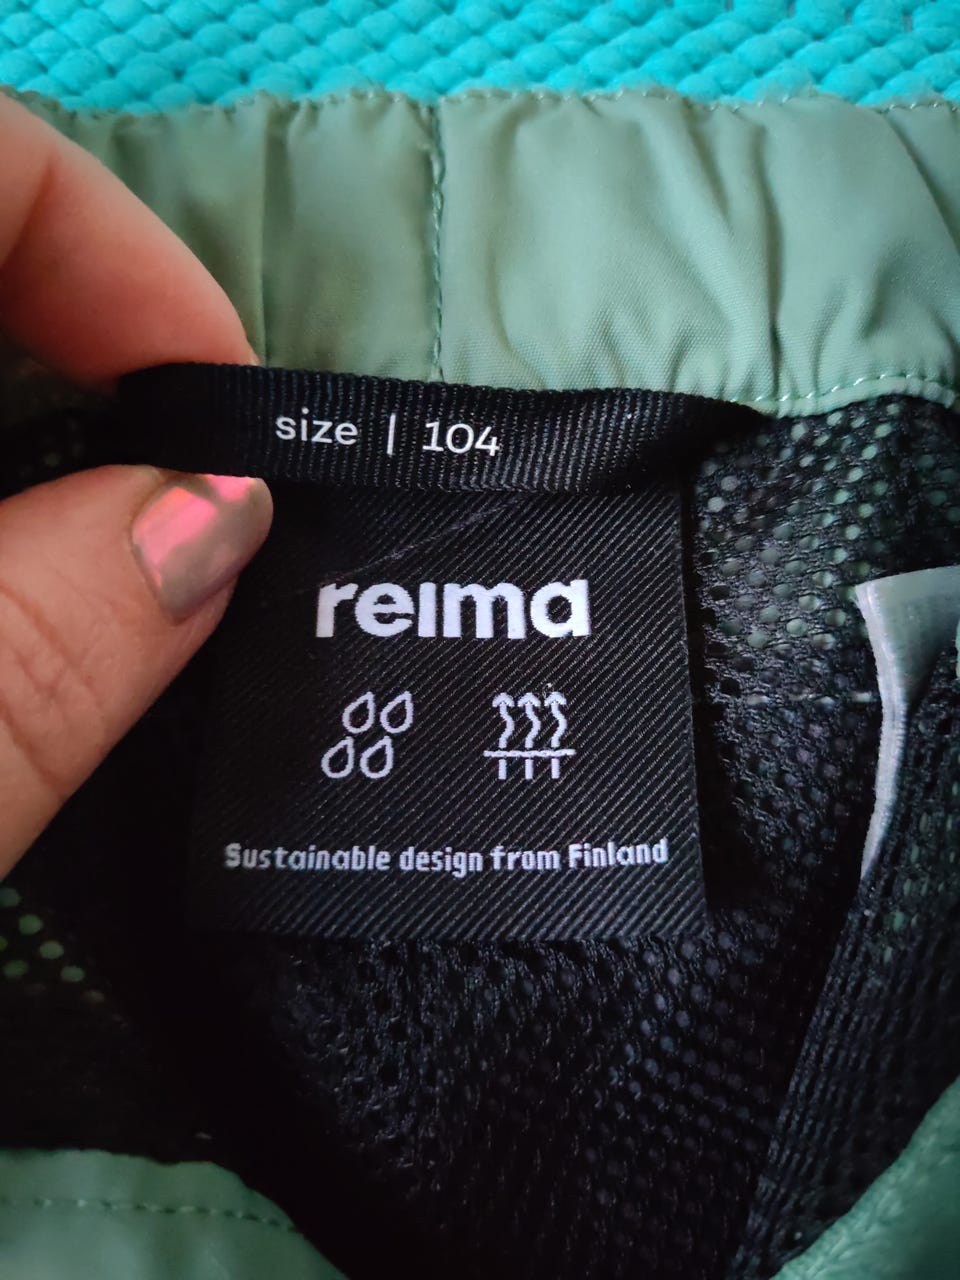 size | 104
reima
Sustainable design from Finland